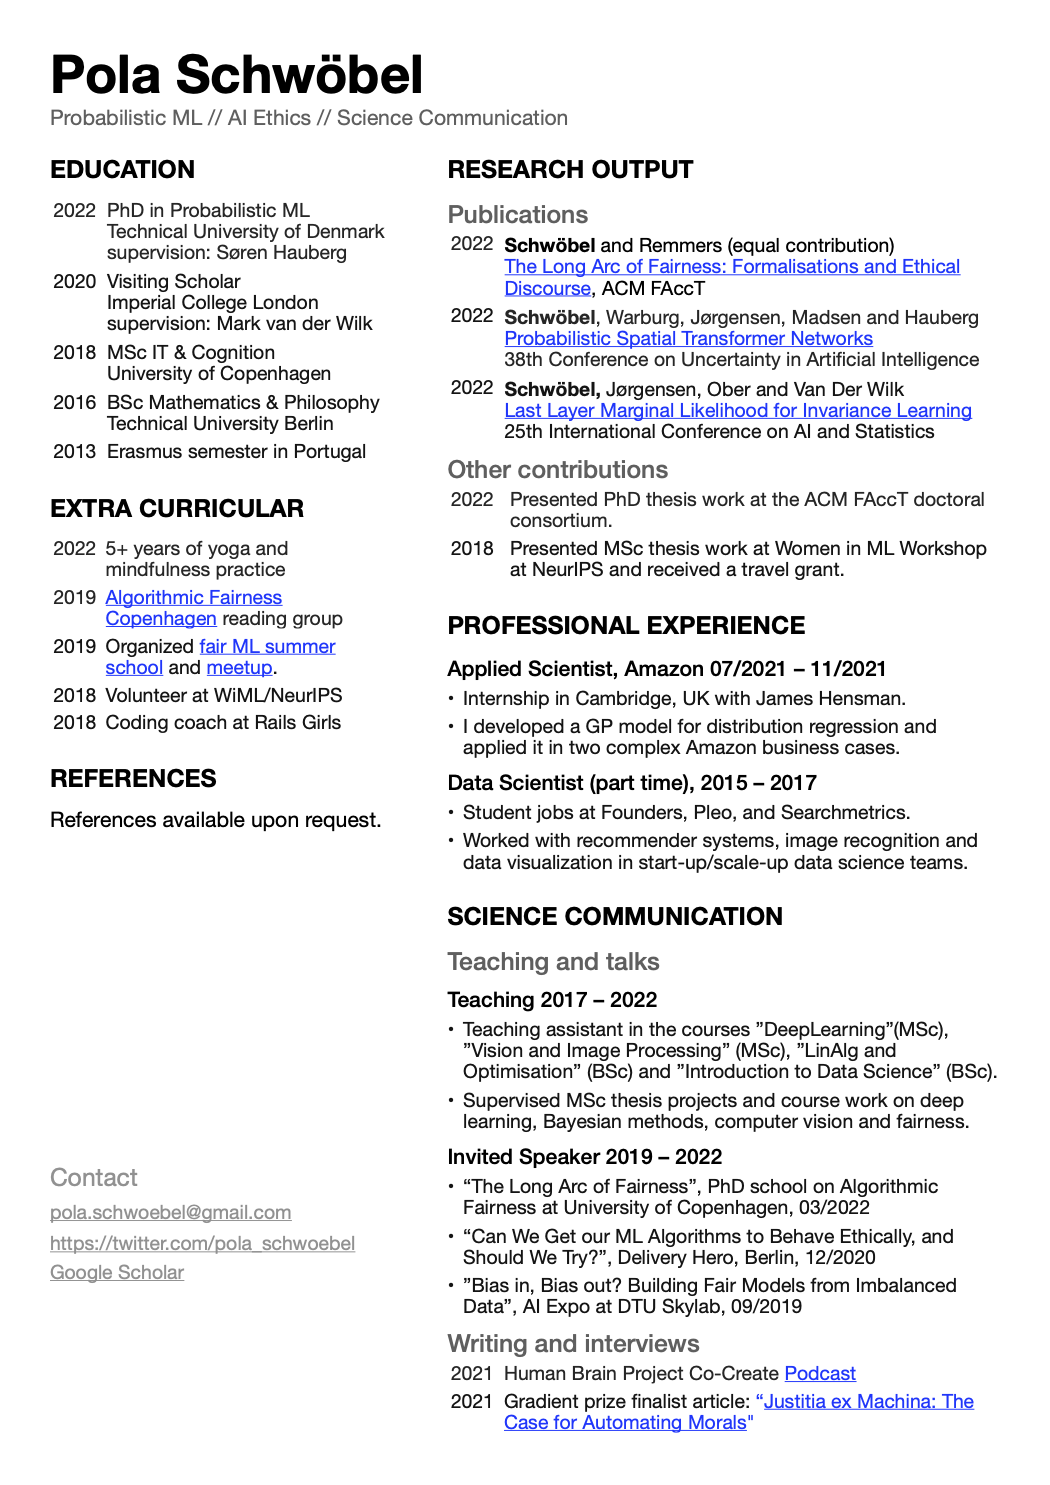 Pola Schwöbel
Probabilistic ML // AI Ethics // Science Communication
EDUCATION
2022 PhD in Probabilistic ML
Technical University of Denmark
supervision: Søren Hauberg
2020 Visiting Scholar
Imperial College London
supervision: Mark van der Wilk
2018 MSc IT & Cognition
University of Copenhagen
2016 BSc Mathematics & Philosophy
Technical University Berlin
2013 Erasmus semester in Portugal
EXTRA CURRICULAR
2022 5+ years of yoga and
mindfulness practice
2019 Algorithmic Fairness
Copenhagen reading group
2019 Organized fair ML summer
school and meetup.
2018 Volunteer at WiML/NeurIPS
2018 Coding coach at Rails Girls
REFERENCES
References available upon request.
Contact
pola.schwoebel@gmail.com
https://twitter.com/pola_schwoebel
Google Scholar
RESEARCH OUTPUT
Publications
2022 Schwöbel and Remmers (equal contribution)
The Long Arc of Fairness: Formalisations and Ethical
Discourse, ACM FAccT
2022 Schwöbel, Warburg, Jørgensen, Madsen and Hauberg
Probabilistic Spatial Transformer Networks
38th Conference on Uncertainty in Artificial Intelligence
2022 Schwöbel, Jørgensen, Ober and Van Der Wilk
Last Layer Marginal Likelihood for Invariance Learning
25th International Conference on AI and Statistics
Other contributions
2022 Presented PhD thesis work at the ACM FAccT doctoral
consortium.
2018 Presented MSc thesis work at Women in ML Workshop
at NeurIPS and received a travel grant.
PROFESSIONAL EXPERIENCE
Applied Scientist, Amazon 07/2021 – 11/2021
• Internship in Cambridge, UK with James Hensman.
• I developed a GP model for distribution regression and
applied it in two complex Amazon business cases.
Data Scientist (part time), 2015 – 2017
• Student jobs at Founders, Pleo, and Searchmetrics.
• Worked with recommender systems, image recognition and
data visualization in start-up/scale-up data science teams.
SCIENCE COMMUNICATION
Teaching and talks
Teaching 2017 – 2022
• Teaching assistant in the courses ”DeepLearning”(MSc),
”Vision and Image Processing” (MSc), ”LinAlg and
Optimisation” (BSc) and ”Introduction to Data Science” (BSc).
• Supervised MSc thesis projects and course work on deep
learning, Bayesian methods, computer vision and fairness.
Invited Speaker 2019 – 2022
• “The Long Arc of Fairness”, PhD school on Algorithmic
Fairness at University of Copenhagen, 03/2022
• “Can We Get our ML Algorithms to Behave Ethically, and
Should We Try?”, Delivery Hero, Berlin, 12/2020
• ”Bias in, Bias out? Building Fair Models from Imbalanced
Data”, AI Expo at DTU Skylab, 09/2019
Writing and interviews
2021 Human Brain Project Co-Create Podcast
2021 Gradient prize finalist article: “Justitia ex Machina: The
Case for Automating Morals"